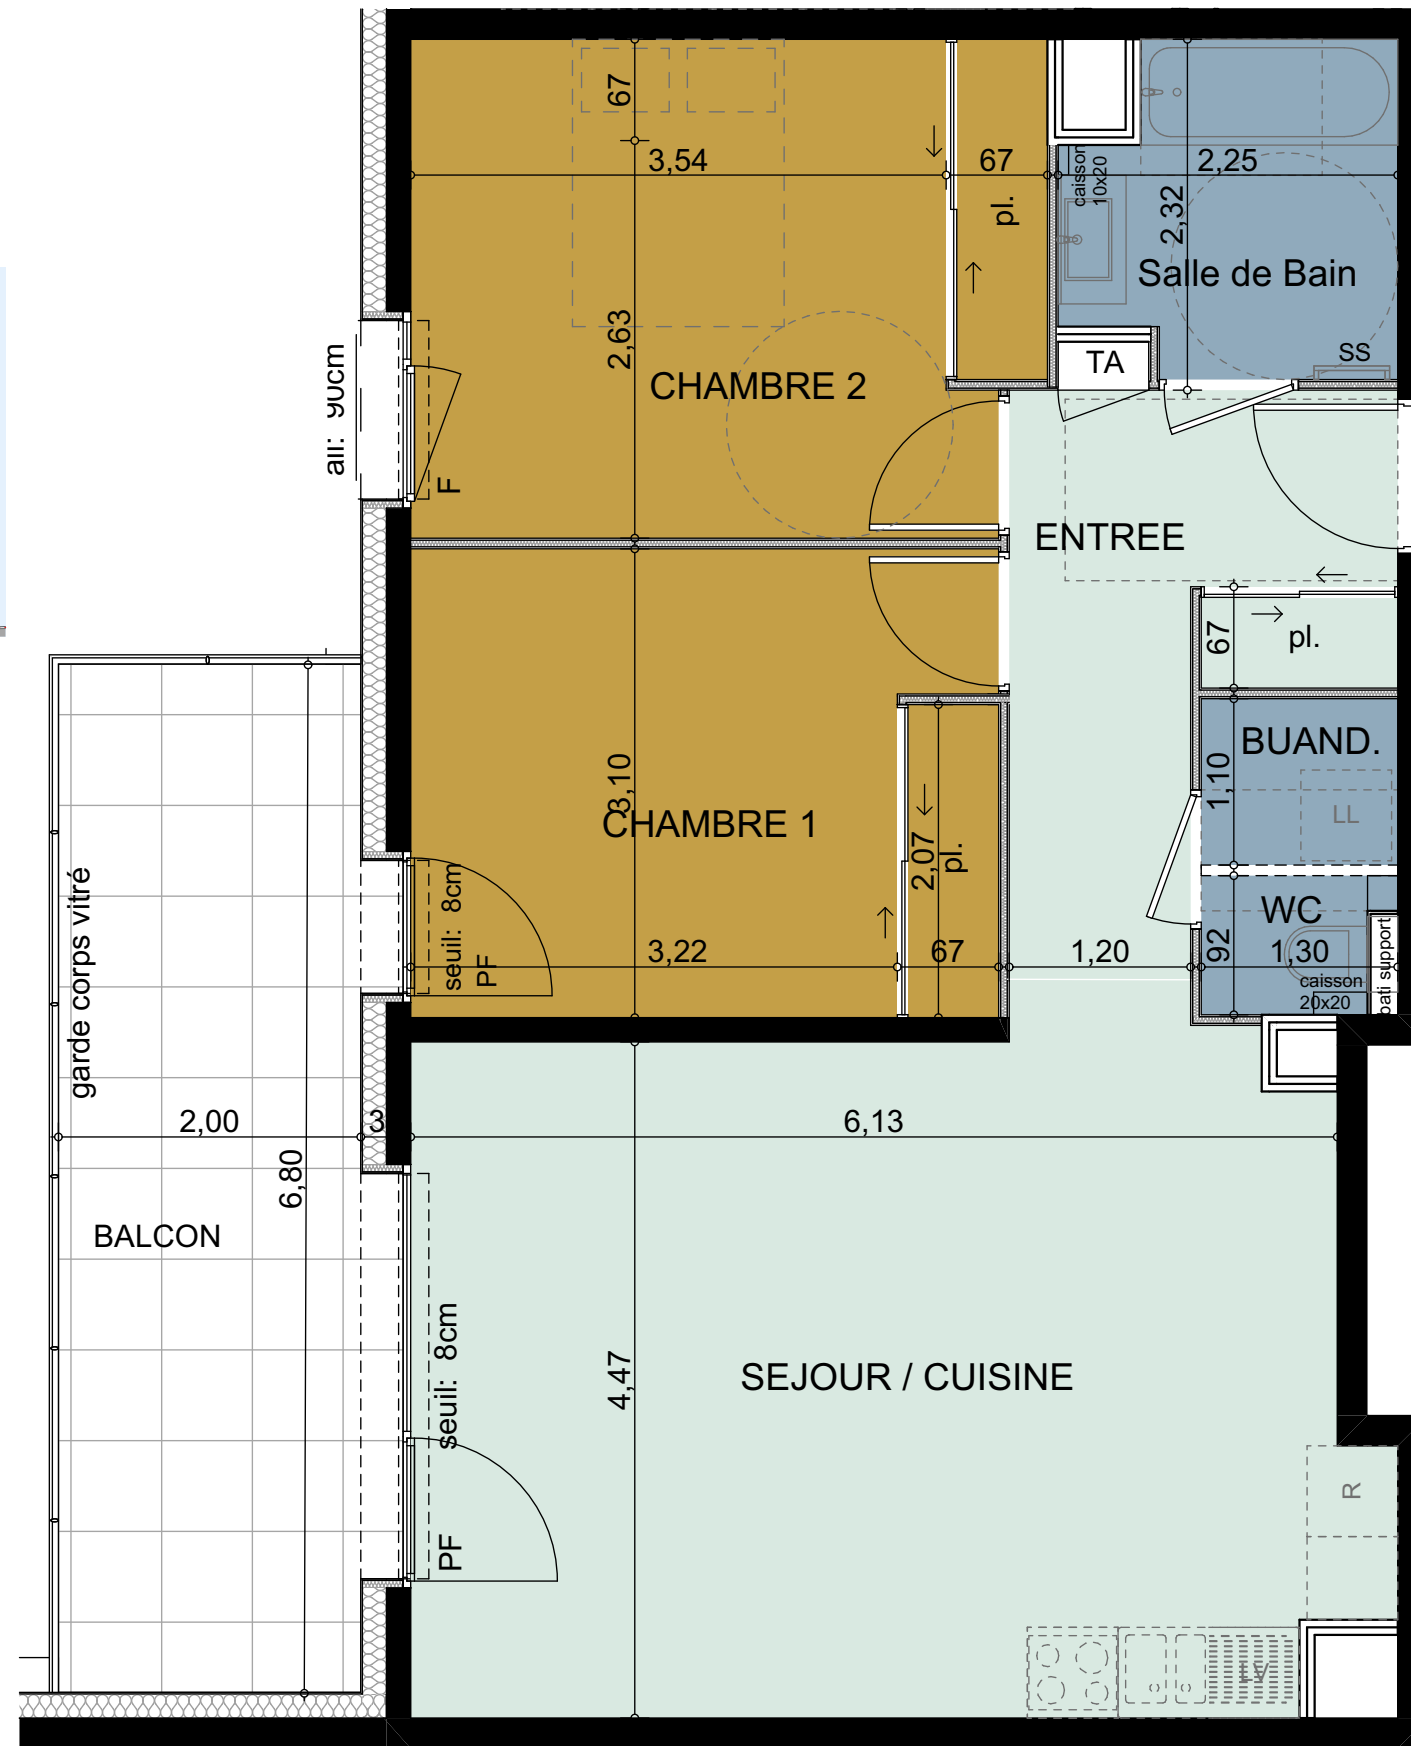 67
3,54
67
caisson
10x20
2,25
pl.
2,32
Salle de Bain
2,63
all: 90cm
CHAMBRE 2
TA
SS
F
ENTREE
67
pl.
BUAND.
3,10
1,10
LL
CHAMBRE 1
2,07
pl.
garde corps vitré
seuil: 8cm
PF
WC
92
3,22
67
1,20
1,30
caisson
20x20
bati support
2,00
3
6,13
6,80
BALCON
4,47
seuil: 8cm
SEJOUR / CUISINE
R
PF
LV